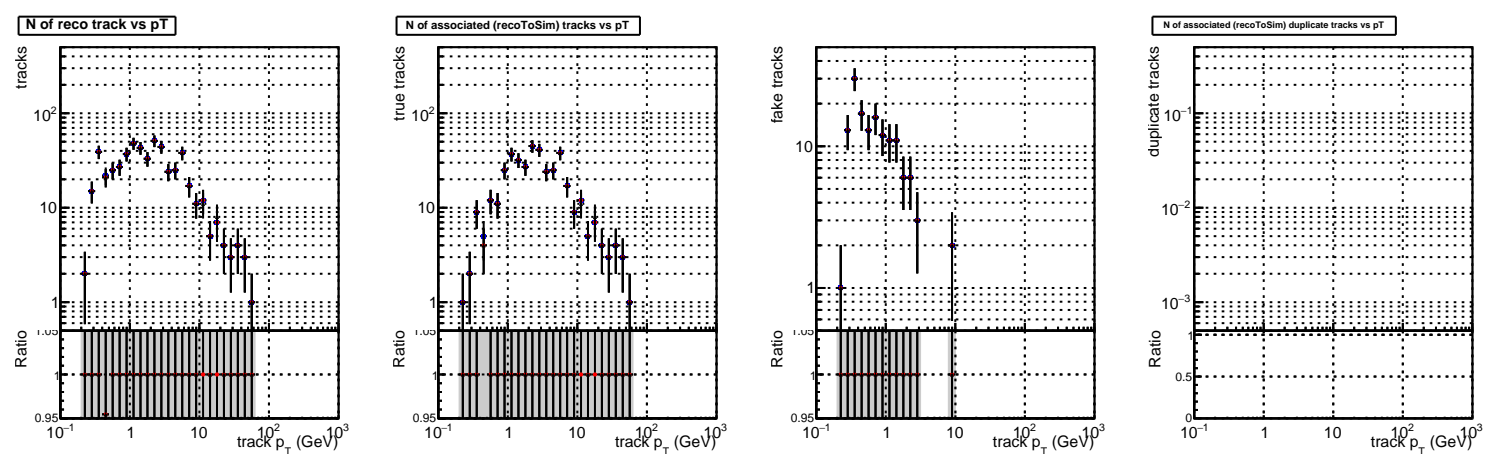 N of reco track vs pT
tracks
10²
10
1
Ratio
1.05
1
0.95
10⁻¹ 1 10 10² 10³
track p_T (GeV)
N of associated (recoToSim) tracks vs pT
true tracks
10²
10
1
Ratio
1.05
1
0.95
10⁻¹ 1 10 10² 10³
track p_T (GeV)
fake tracks
10
1
Ratio
1.05
1
0.95
10⁻¹ 1 10 10² 10³
track p_T (GeV)
N of associated (recoToSim) duplicate tracks vs pT
duplicate tracks
10⁻¹
10⁻²
10⁻³
Ratio
1
0.5
0
10⁻¹ 1 10 10² 10³
track p_T (GeV)